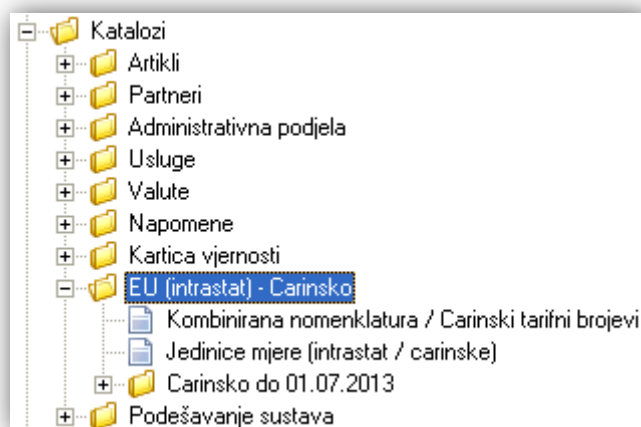 Katalozi
Artikli
Partneri
Administrativna podjela
Usluge
Valute
Napomene
Kartica vjernosti
EU (intrastat) - Carinsko
Kombinirana nomenklatura / Carinski tarifni brojevi
Jedinice mjere (intrastat / carinske)
Carinsko do 01.07.2013
Podešavanje sustava